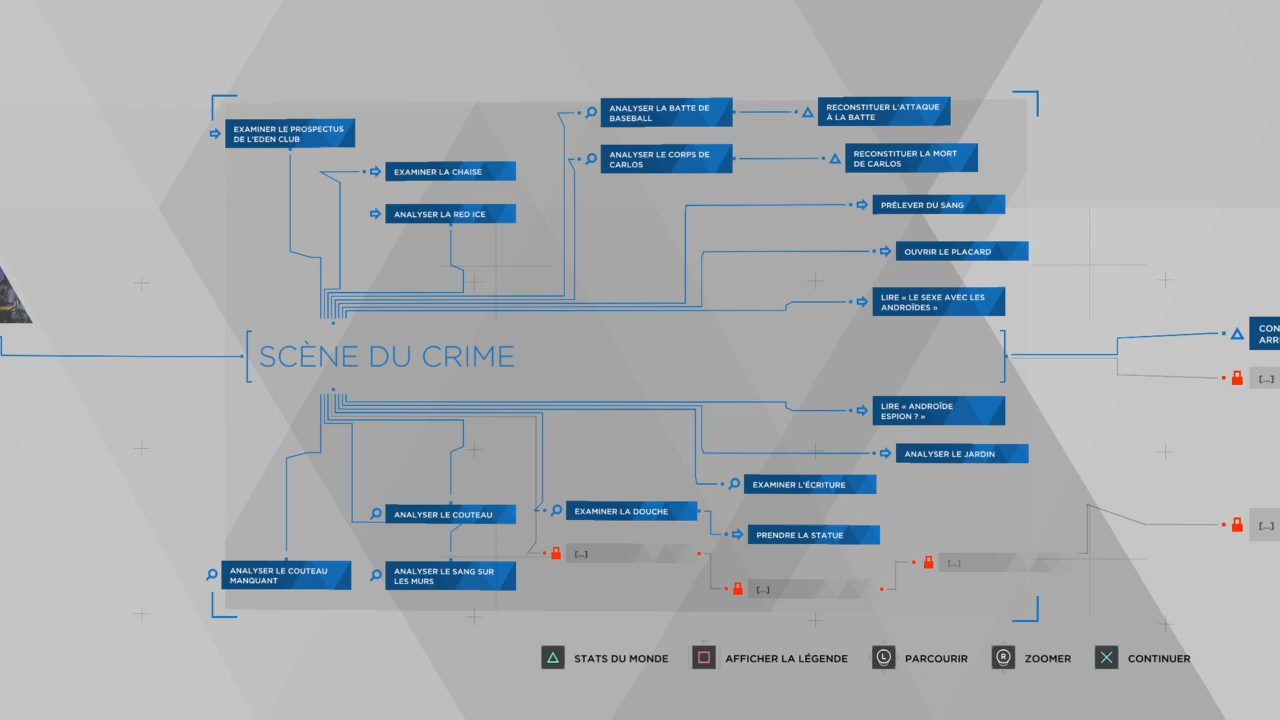 ANALYSER LA BATTE DE
BASEBALL
RECONSTITUER L'ATTAQUE
À LA BATTE
EXAMINER LE PROSPECTUS
DE L'EDEN CLUB
ANALYSER LE CORPS DE
CARLOS
RECONSTITUER LA MORT
DE CARLOS
EXAMINER LA CHAISE
PRÉLEVER DU SANG
ANALYSER LA RED ICE
OUVRIR LE PLACARD
LIRE « LE SEXE AVEC LES
ANDROÏDES »
SCÈNE DU CRIME
CON
ARR
[...]
LIRE « ANDROÏDE
ESPION ? »
ANALYSER LE JARDIN
EXAMINER L'ÉCRITURE
ANALYSER LE COUTEAU
EXAMINER LA DOUCHE
[...]
PRENDRE LA STATUE
[...]
[...]
ANALYSER LE COUTEAU
MANQUANT
ANALYSER LE SANG SUR
LES MURS
[...]
STATS DU MONDE
AFFICHER LA LÉGENDE
L PARCOURIR
R ZOOMER
CONTINUER